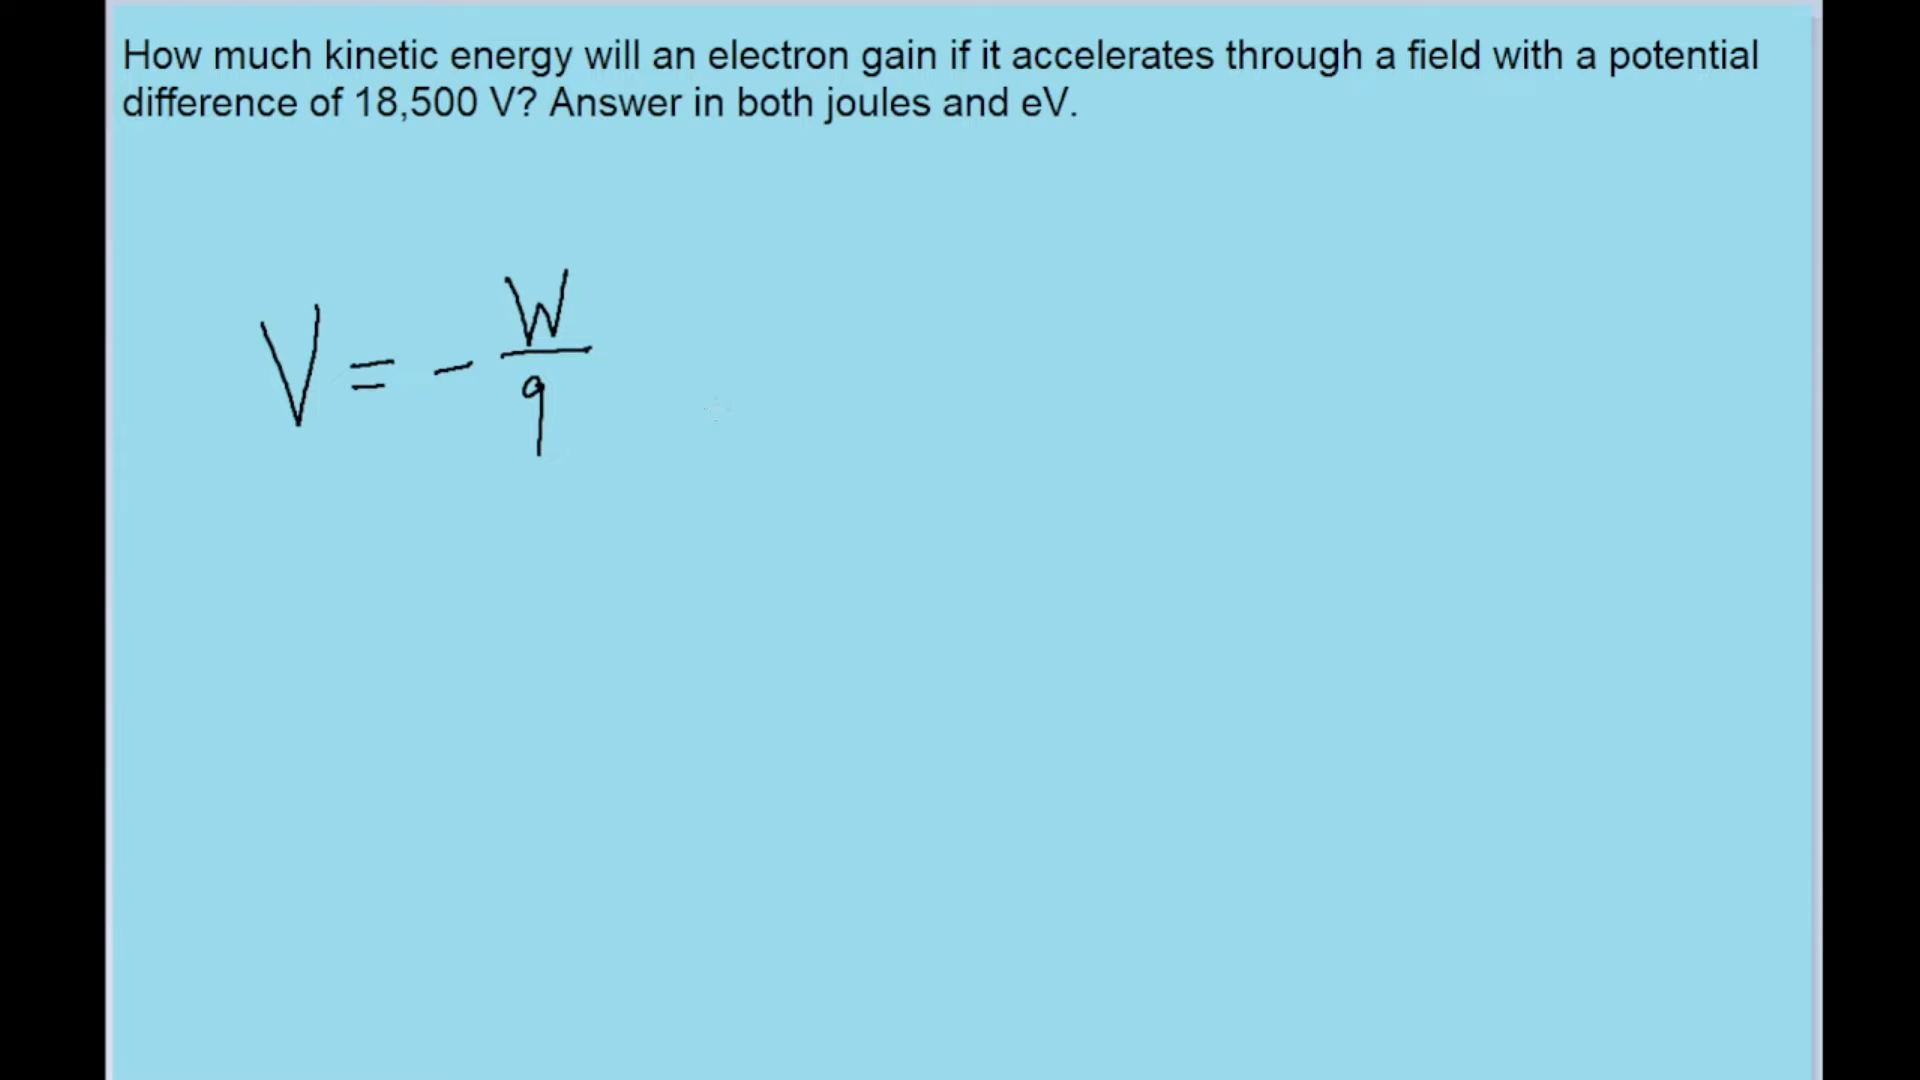 How much kinetic energy will an electron gain if it accelerates through a field with a potential
difference of 18,500 V? Answer in both joules and eV.
V = - W/q